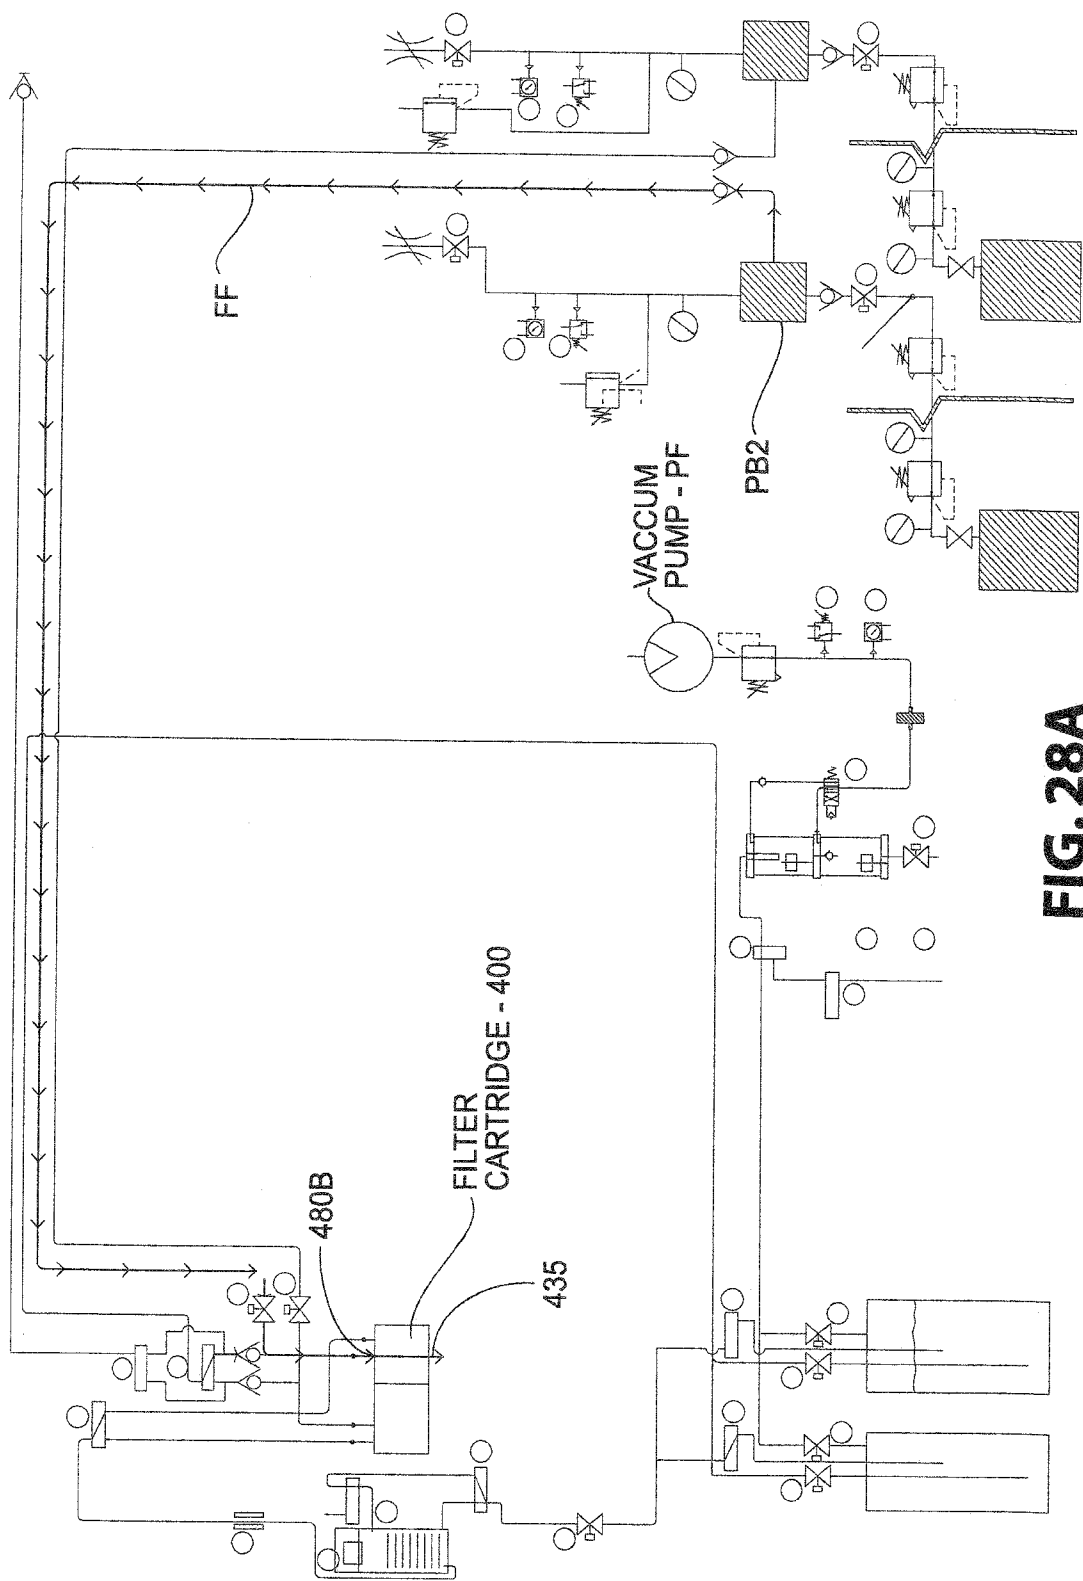 FF
PB2
VACCUM
PUMP - PF
FILTER
CARTRIDGE - 400
480B
435
FIG. 28A